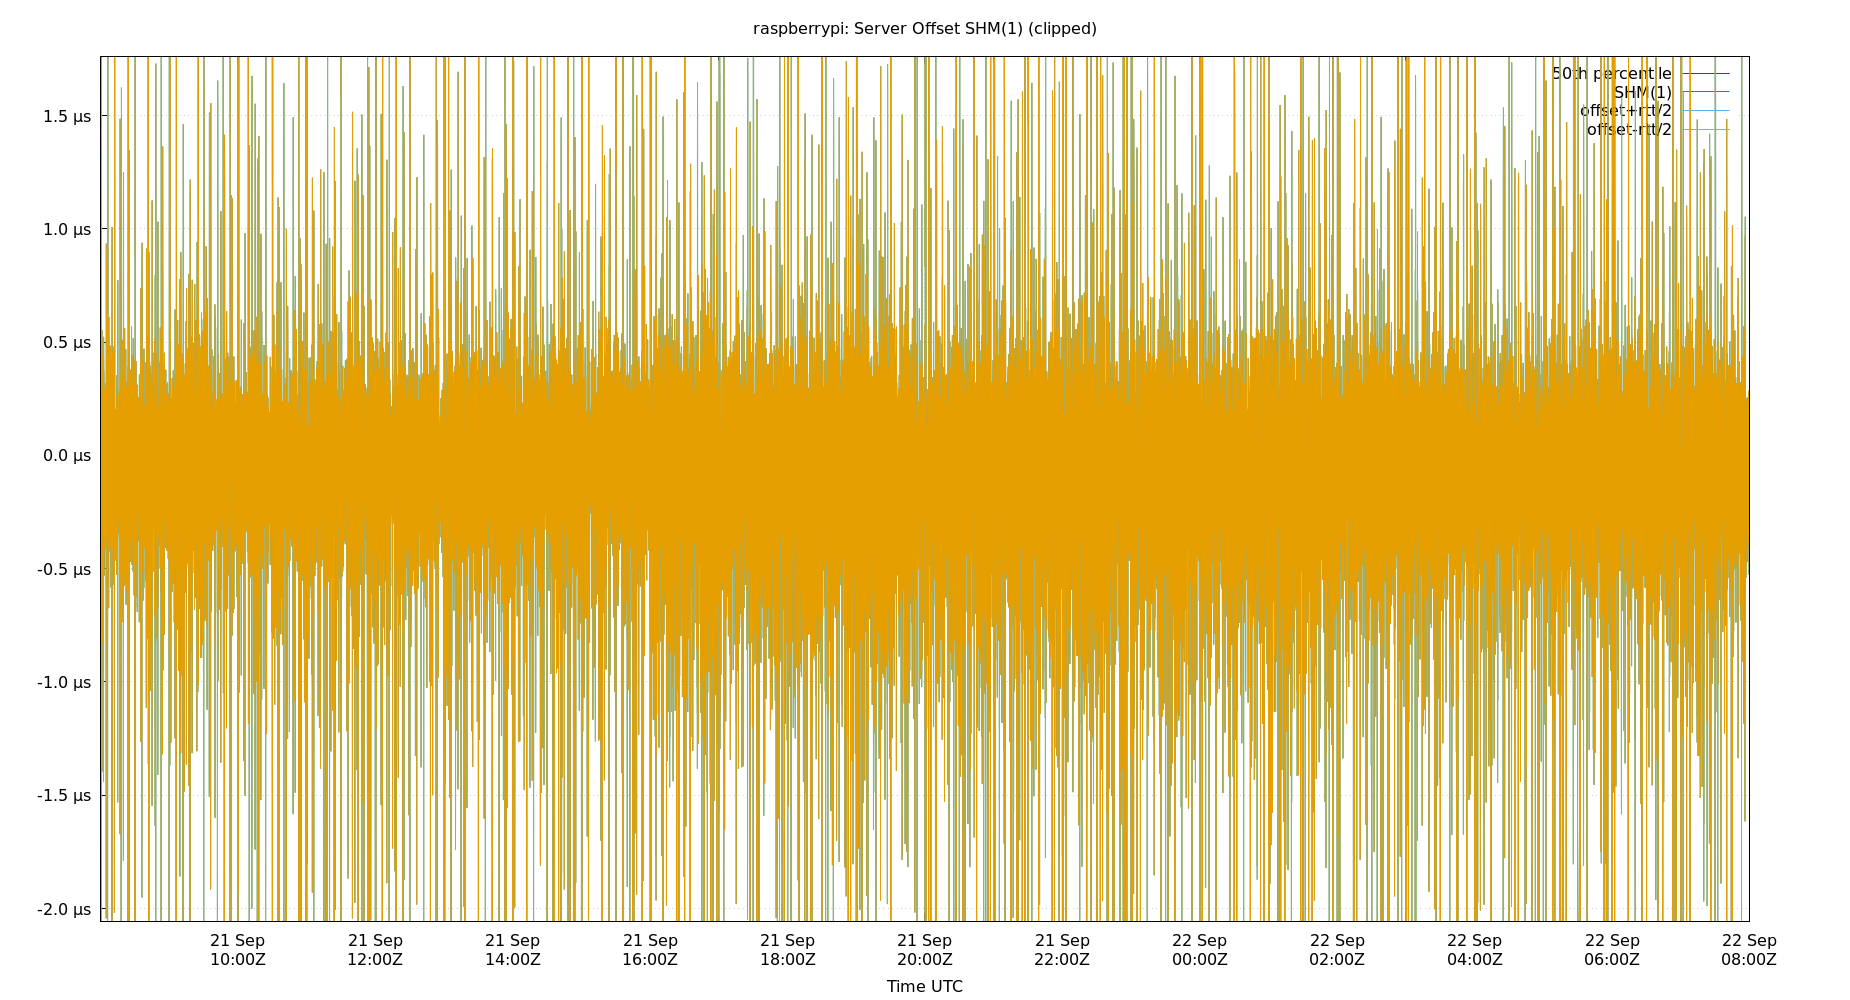 raspberrypi: Server Offset SHM(1) (clipped)
50th percentile
SHM(1)
offset+rtt/2
offset-rtt/2
1.5 µs
1.0 µs
0.5 µs
0.0 µs
-0.5 µs
-1.0 µs
-1.5 µs
-2.0 µs
21 Sep 21 Sep 21 Sep 21 Sep 21 Sep 21 Sep 21 Sep 22 Sep 22 Sep 22 Sep 22 Sep 22 Sep
10:00Z 12:00Z 14:00Z 16:00Z 18:00Z 20:00Z 22:00Z 00:00Z 02:00Z 04:00Z 06:00Z 08:00Z
Time UTC